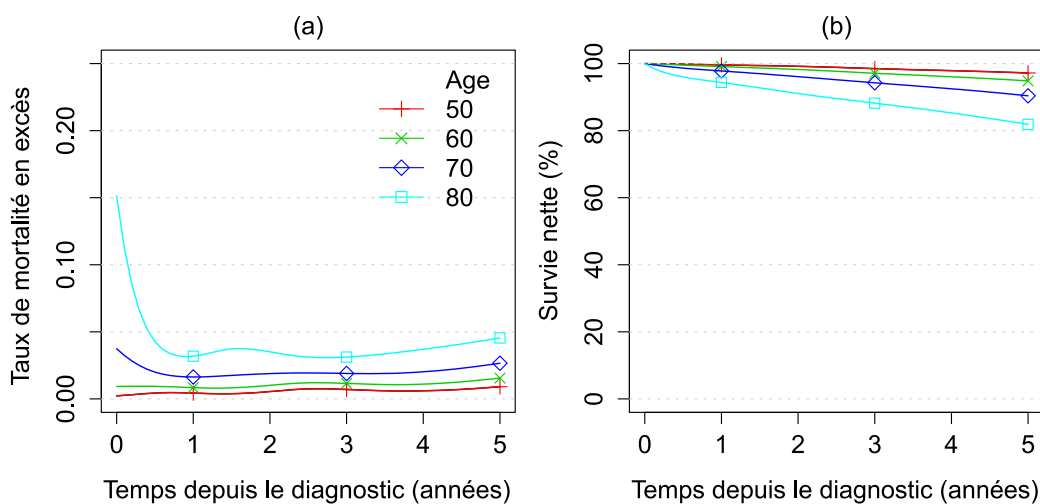 (a)
Taux de mortalité en excès
0.00 0.10 0.20
Age
50
60
70
80
0 1 2 3 4 5
Temps depuis le diagnostic (années)
(b)
Survie nette (%)
0 20 40 60 80 100
0 1 2 3 4 5
Temps depuis le diagnostic (années)